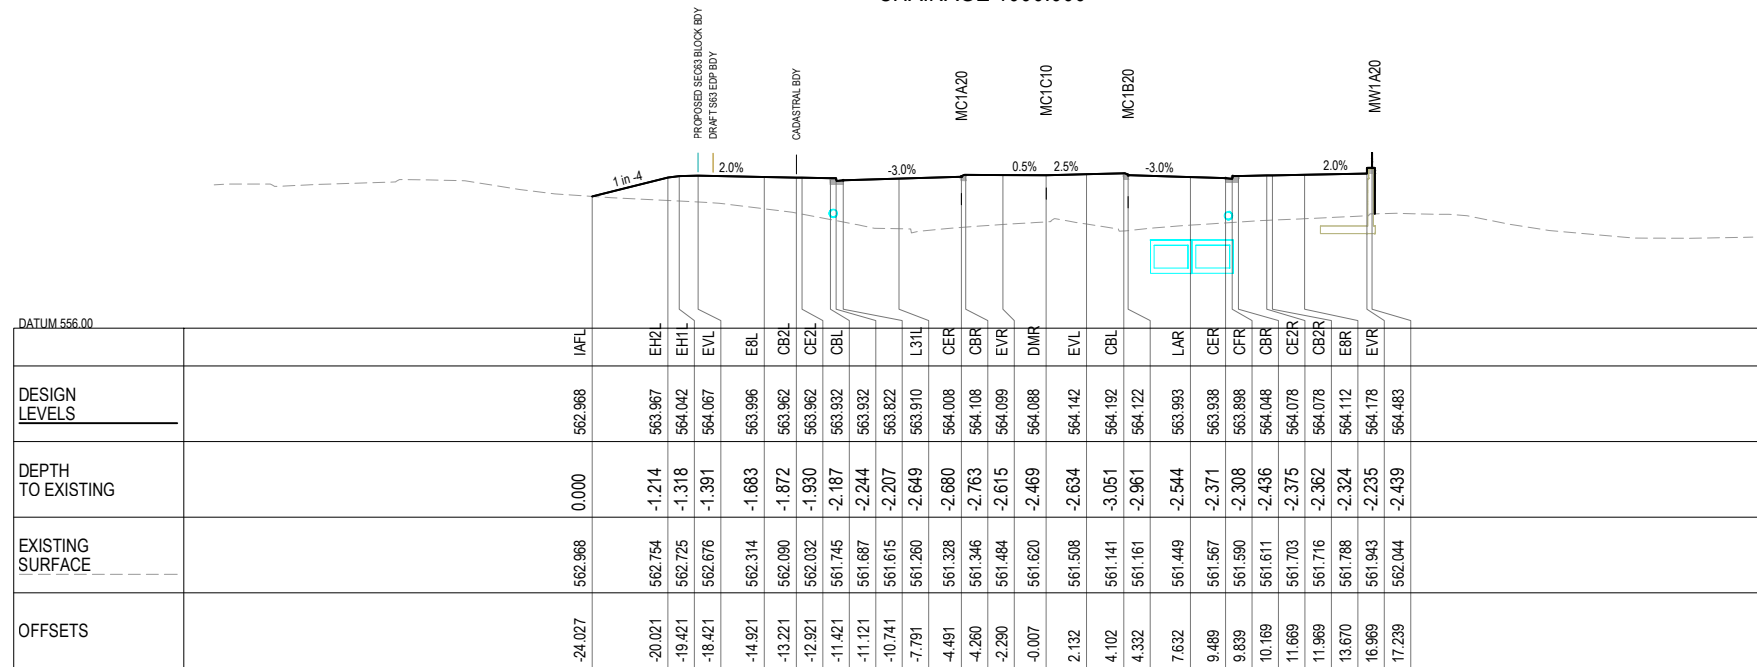 PROPOSED SEC63 BLOCK BDY
DRAFT S63 EDP BDY
CADASTRAL BDY
MC1A20
MC1C10
MC1B20
MW1A20
1 in -4
2.0%
-3.0%
0.5%
2.5%
-3.0%
2.0%
DATUM 556.00
IAFL EH2L EH1L EVL E8L CB2L CE2L CBL L31L CER CBR EVR DMR EVL CBL LAR CER CFR CBR CE2R CB2R E8R EVR
DESIGN
LEVELS
562.968 563.967 564.042 564.067 563.996 563.962 563.962 563.932 563.932 563.822 563.910 564.008 564.108 564.099 564.088 564.142 564.192 564.122 563.993 563.938 563.898 564.048 564.078 564.078 564.112 564.178 564.483
DEPTH
TO EXISTING
0.000 -1.214 -1.318 -1.391 -1.683 -1.872 -1.930 -2.187 -2.244 -2.207 -2.649 -2.680 -2.763 -2.615 -2.469 -2.634 -3.051 -2.961 -2.544 -2.371 -2.308 -2.436 -2.375 -2.362 -2.324 -2.235 -2.439
EXISTING
SURFACE
562.968 562.754 562.725 562.676 562.314 562.090 562.032 561.745 561.687 561.615 561.260 561.328 561.346 561.484 561.620 561.508 561.141 561.161 561.449 561.567 561.590 561.611 561.703 561.716 561.788 561.943 562.044
OFFSETS
-24.027 -20.021 -19.421 -18.421 -14.921 -13.221 -12.921 -11.421 -11.121 -10.741 -7.791 -4.491 -4.260 -2.290 -0.007 2.132 4.102 4.332 7.632 9.489 9.839 10.169 11.669 11.969 13.670 16.969 17.239